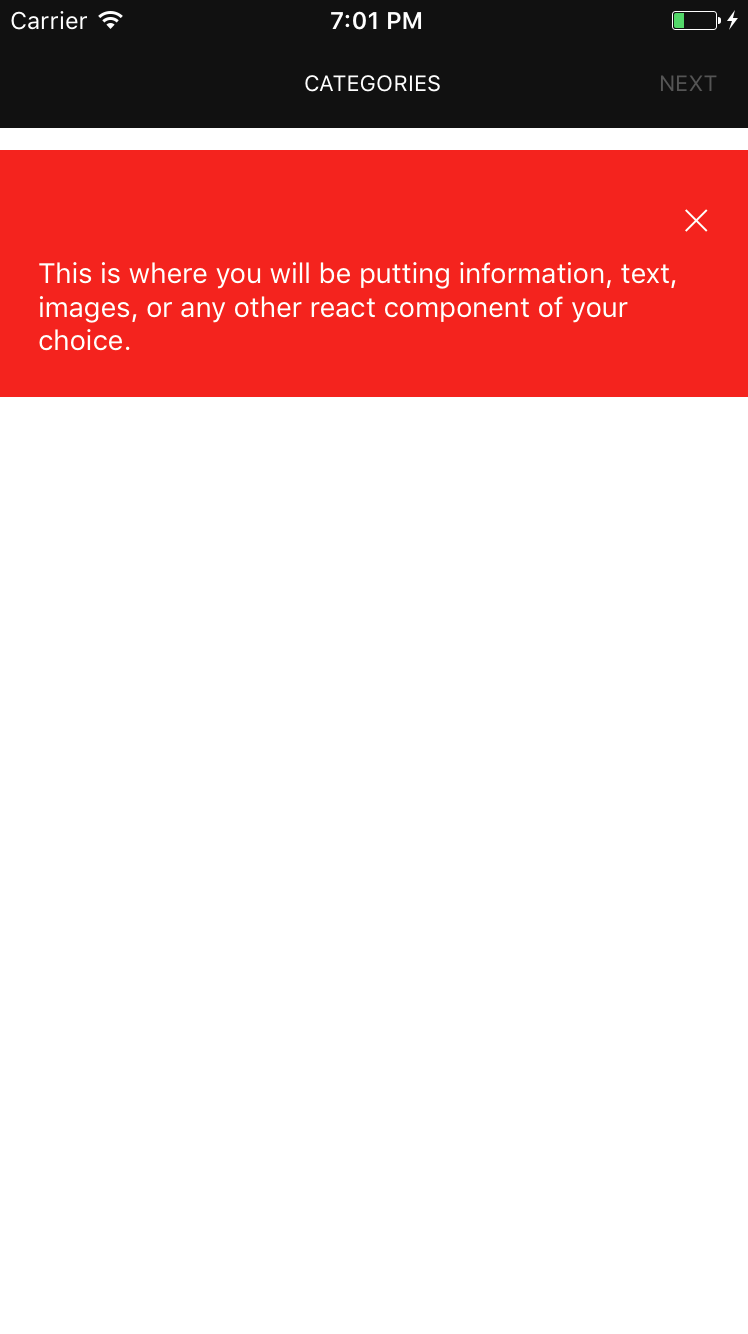 Carrier 7:01 PM
CATEGORIES NEXT
This is where you will be putting information, text,
images, or any other react component of your
choice.